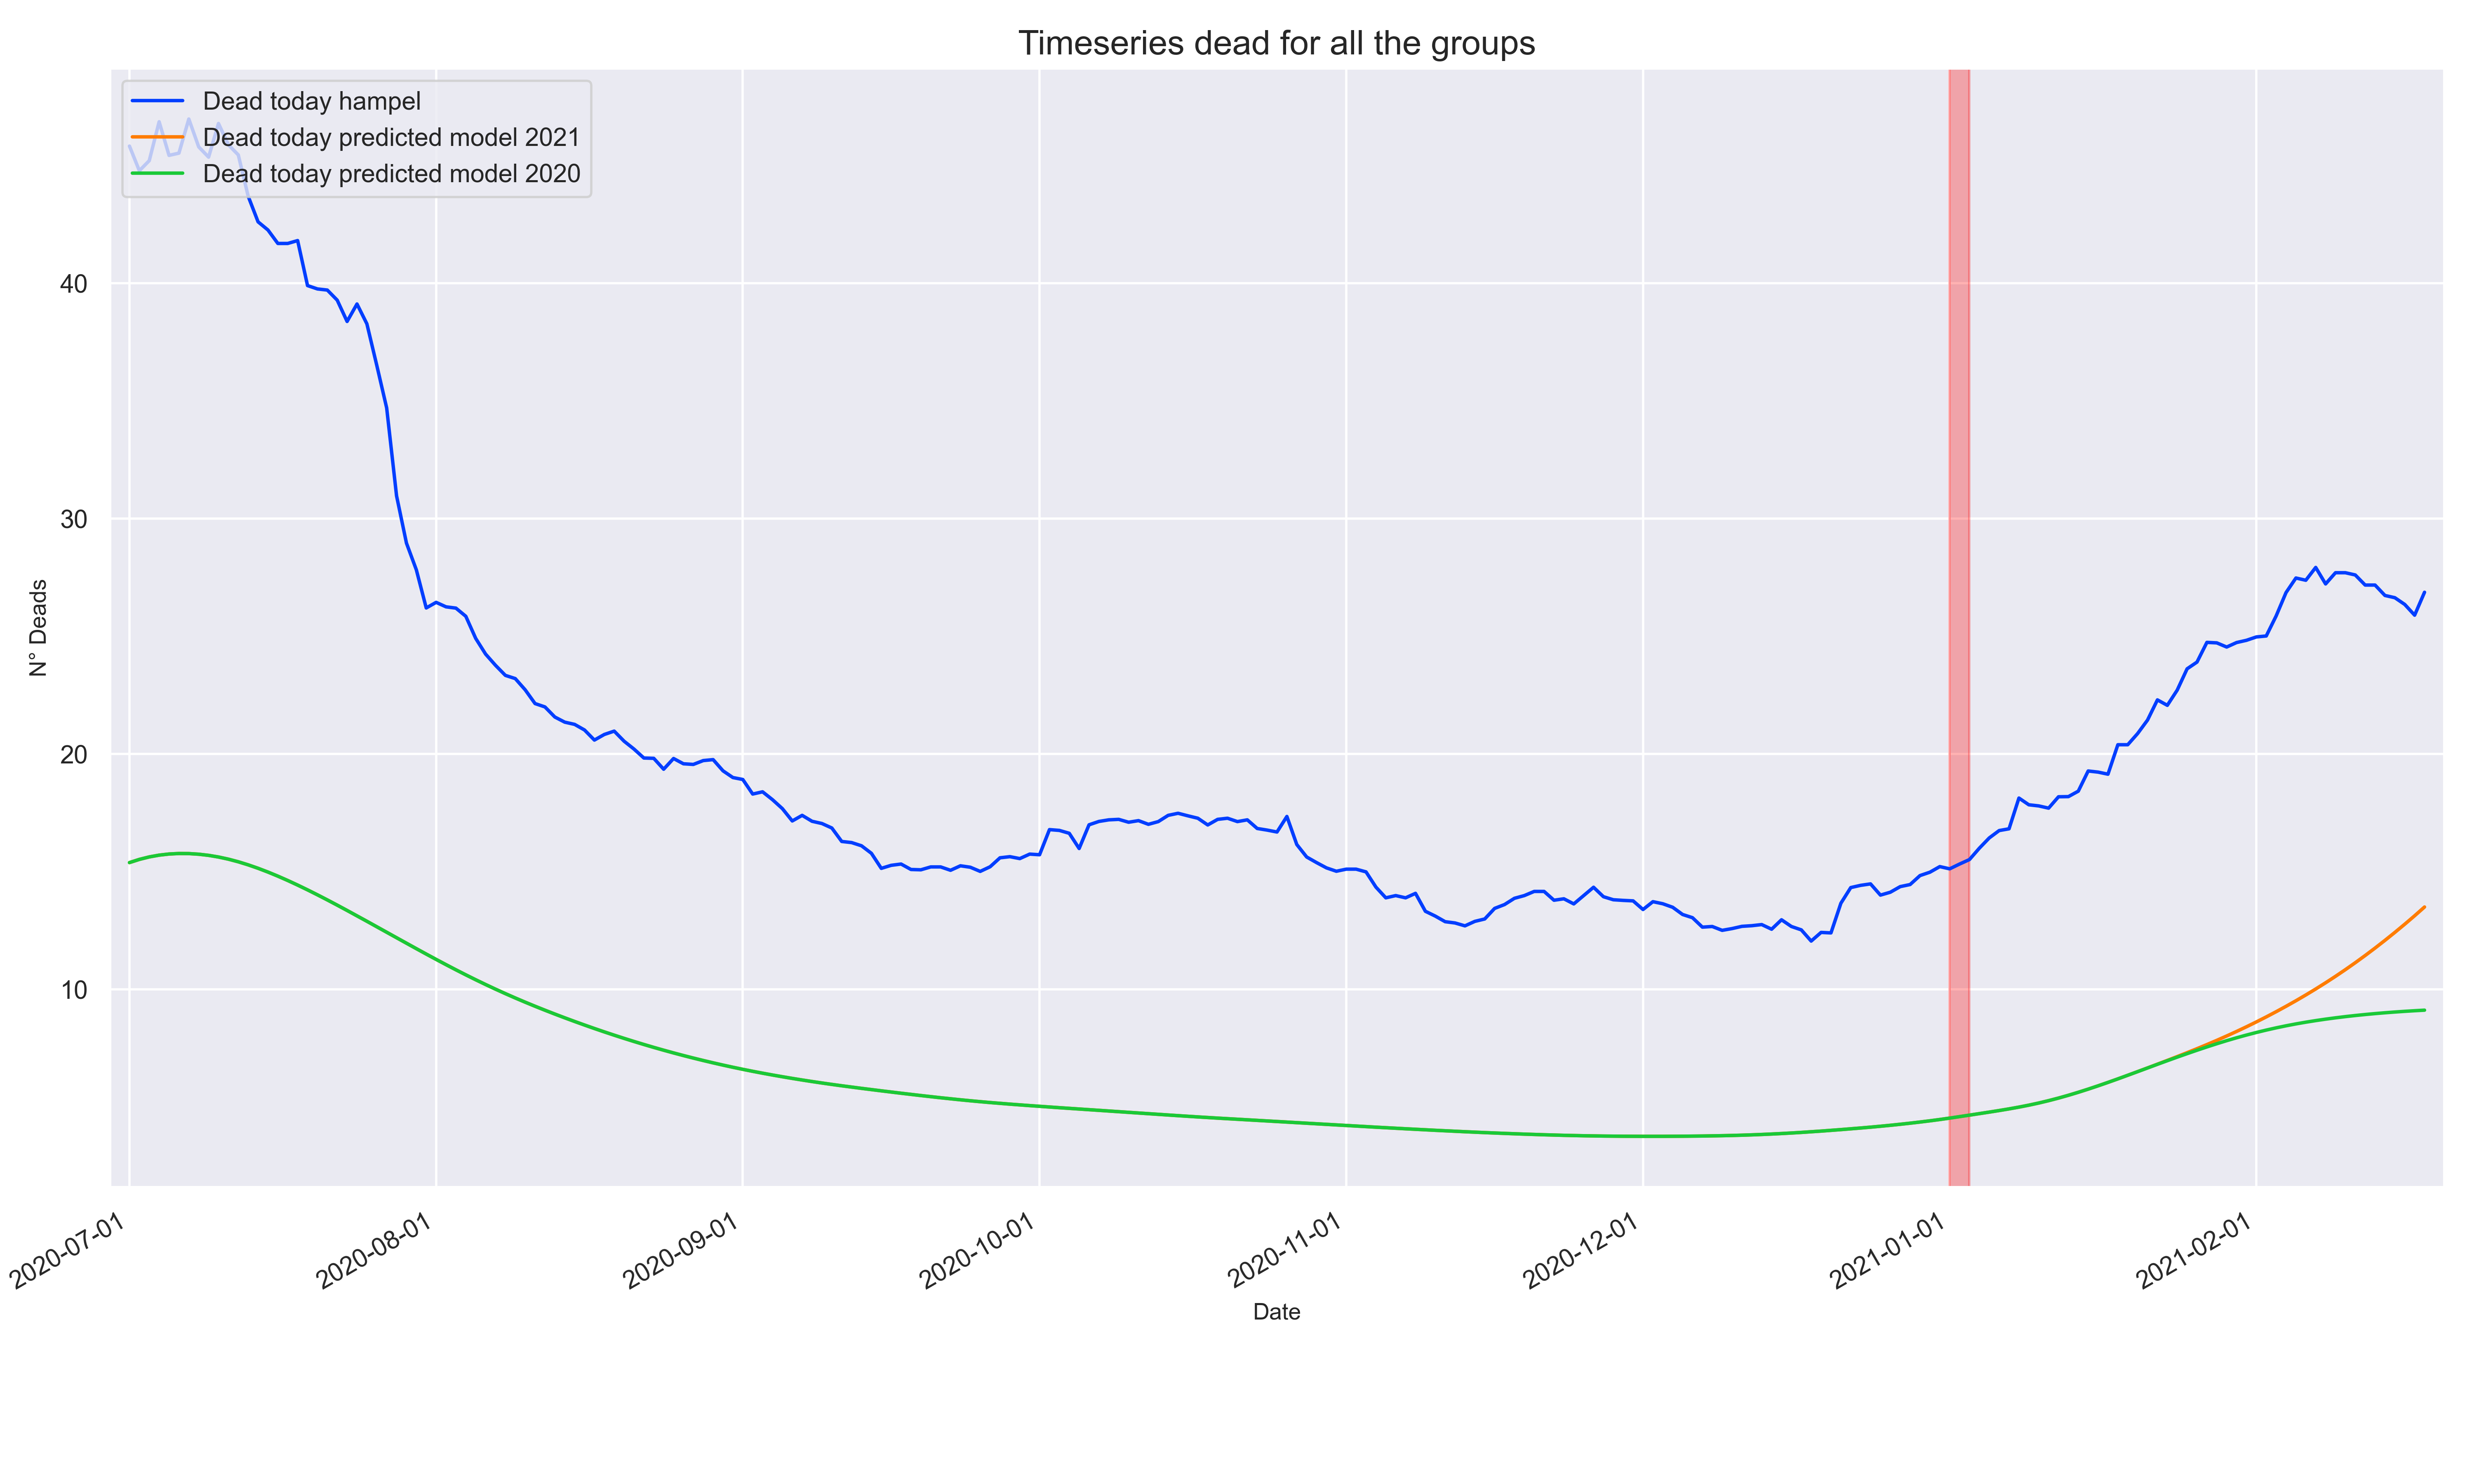 Timeseries dead for all the groups
Dead today hampel
Dead today predicted model 2021
Dead today predicted model 2020
40
30
20
10
N° Deads
2020-07-01
2020-08-01
2020-09-01
2020-10-01
2020-11-01
2020-12-01
2021-01-01
2021-02-01
Date